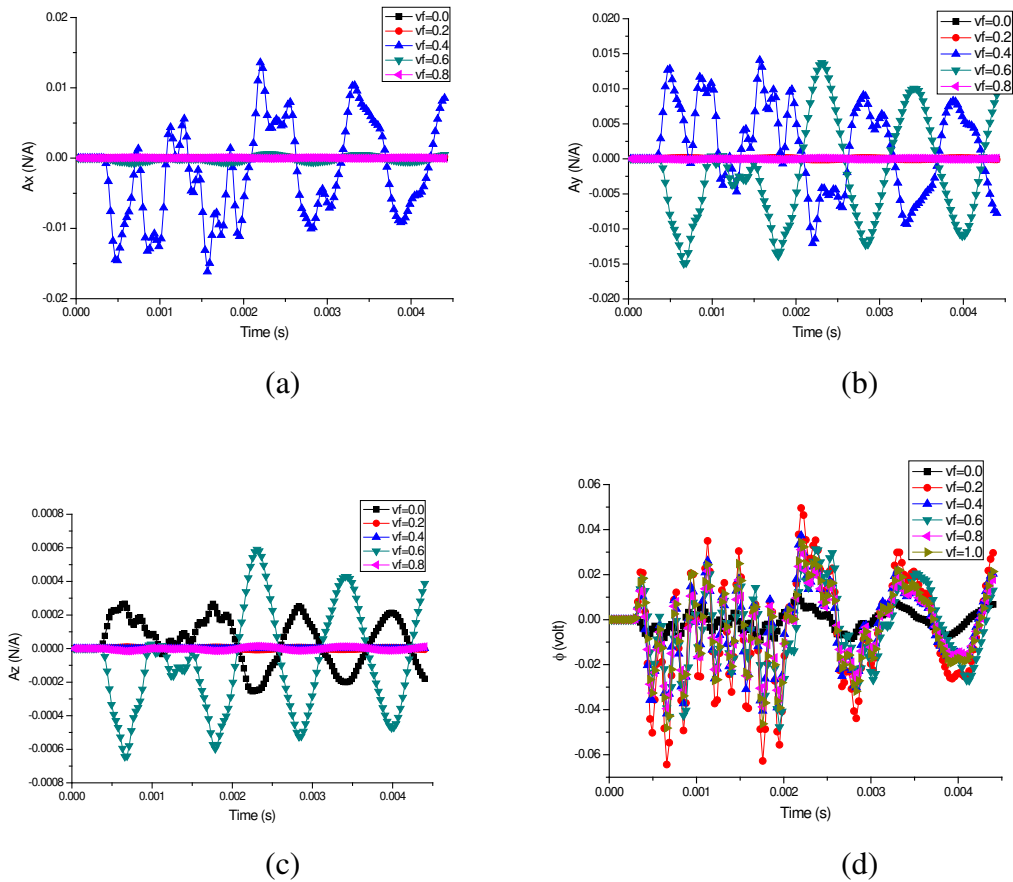 vf=0.0
vf=0.2
vf=0.4
vf=0.6
vf=0.8
0.02
0.01
0.00
-0.01
-0.02
Ax (N/A)
0.000 0.001 0.002 0.003 0.004
Time (s)
(a)
vf=0.0
vf=0.2
vf=0.4
vf=0.6
vf=0.8
0.020
0.015
0.010
0.005
0.000
-0.005
-0.010
-0.015
-0.020
Ay (N/A)
0.000 0.001 0.002 0.003 0.004
Time (s)
(b)
vf=0.0
vf=0.2
vf=0.4
vf=0.6
vf=0.8
0.0008
0.0006
0.0004
0.0002
0.0000
-0.0002
-0.0004
-0.0006
-0.0008
Az (N/A)
0.000 0.001 0.002 0.003 0.004
Time (s)
(c)
vf=0.0
vf=0.2
vf=0.4
vf=0.6
vf=0.8
vf=1.0
0.06
0.04
0.02
0.00
-0.02
-0.04
-0.06
ϕ (volt)
0.000 0.001 0.002 0.003 0.004
Time (s)
(d)